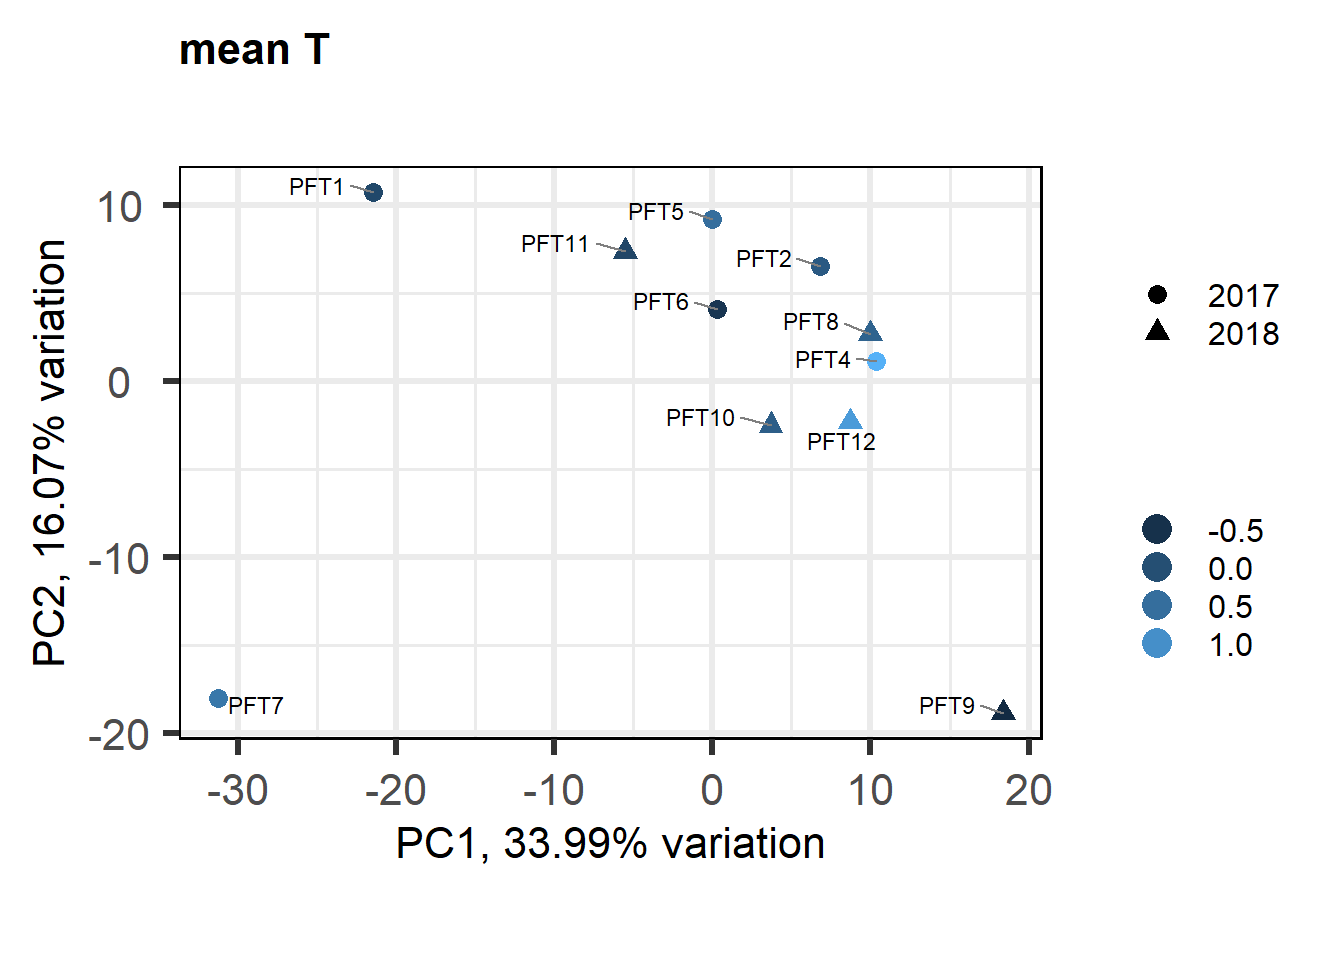 mean T
PFT1
PFT5
PFT11
PFT2
PFT6
PFT8
PFT4
PFT10
PFT12
PFT7
PFT9
10
0
-10
-20
-30
-20
-10
0
10
20
PC1, 33.99% variation
PC2, 16.07% variation
2017
2018
-0.5
0.0
0.5
1.0